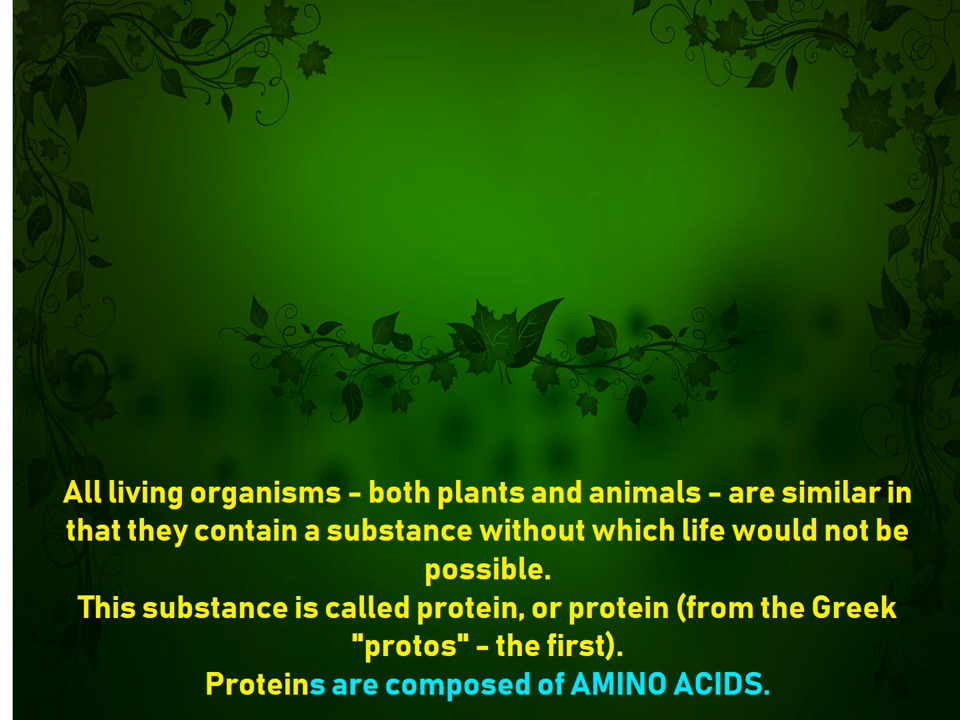 All living organisms - both plants and animals - are similar in
that they contain a substance without which life would not be
possible.
This substance is called protein, or protein (from the Greek
"protos" - the first).
Proteins are composed of AMINO ACIDS.